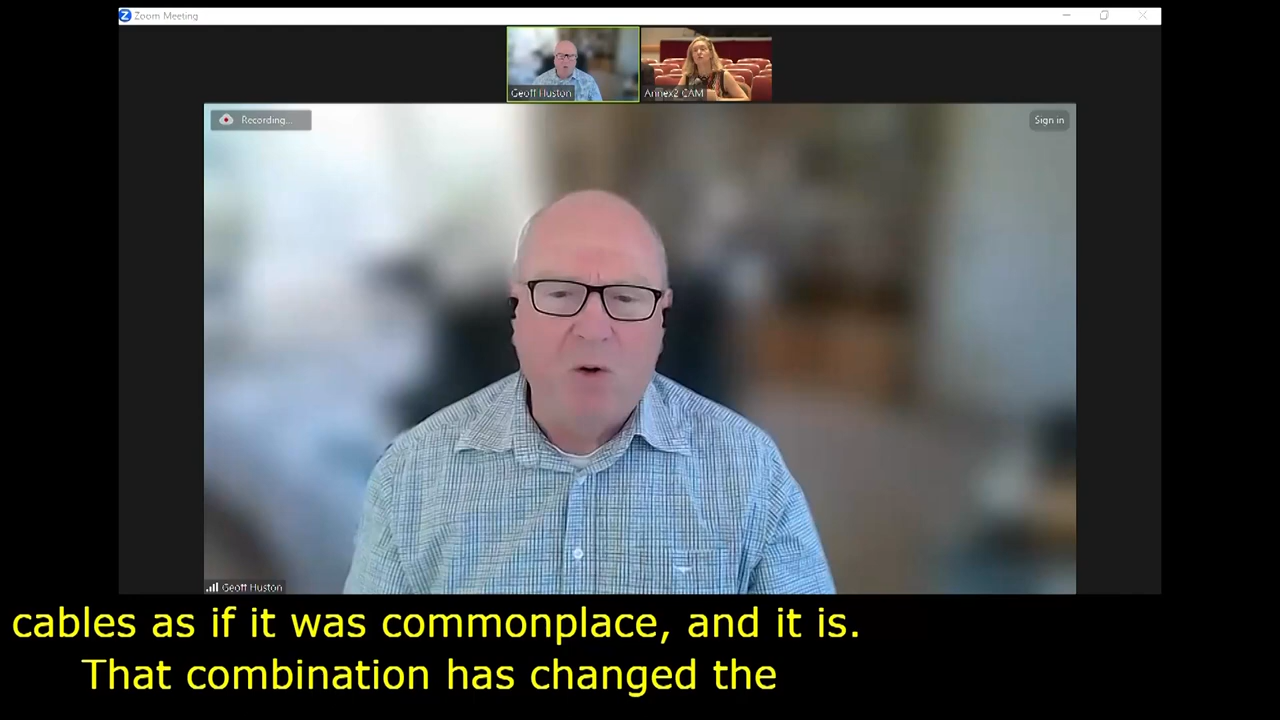 Zoom Meeting
Geoff Huston
Annex2 CAM
Recording...
Sign in
Geoff Huston
cables as if it was commonplace, and it is.
That combination has changed the